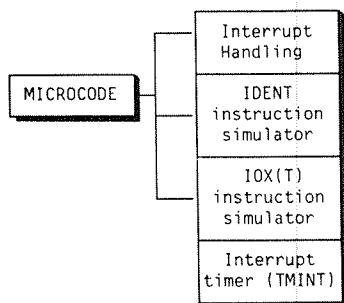 MICROCODE
Interrupt
Handling
IDENT
instruction
simulator
IOX(T)
instruction
simulator
Interrupt
timer (TMINT)